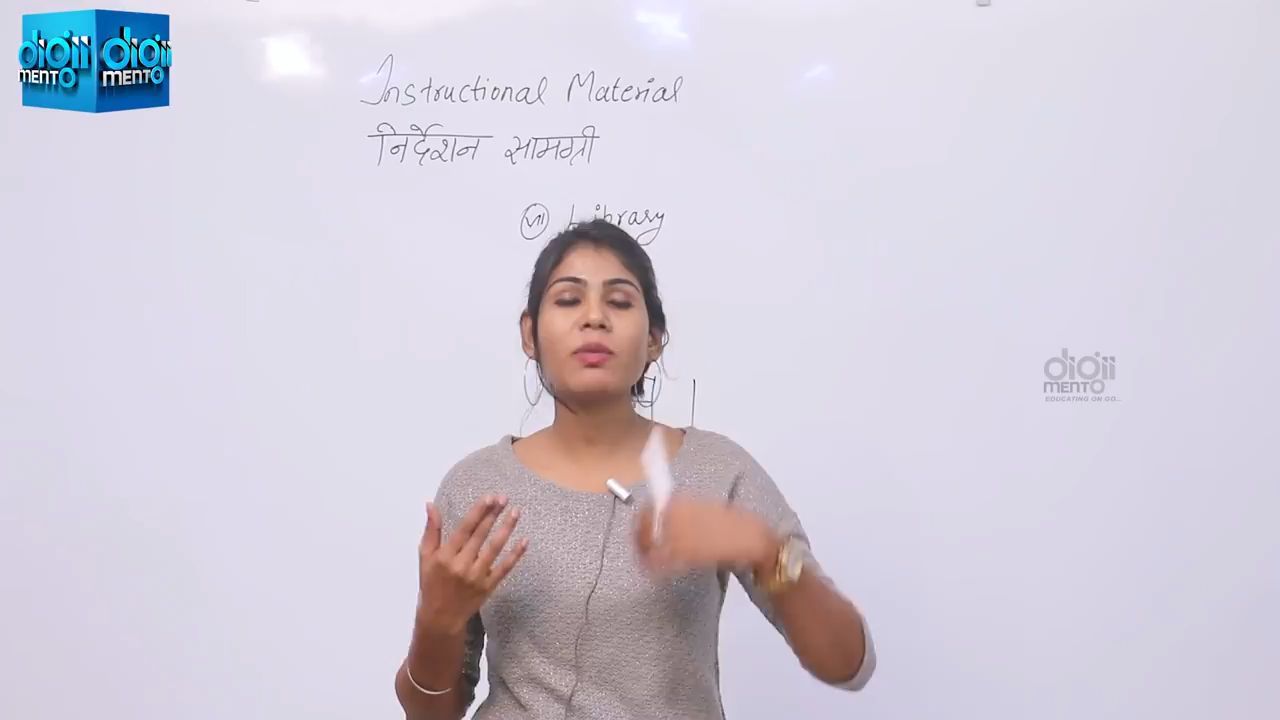 digii
MENTO
digii
MENTO
Instructional Material
निर्देशन सामग्री
VII Library
digii
MENTO
EDUCATING ON GO...